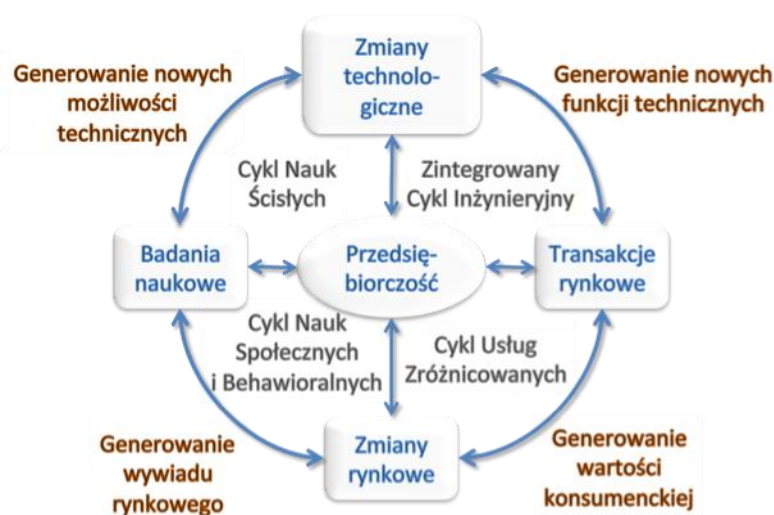 Zmiany
technolo-
giczne
Generowanie nowych
możliwości
technicznych
Generowanie nowych
funkcji technicznych
Cykl Nauk
Ścisłych
Zintegrowany
Cykl Inżynieryjny
Badania
naukowe
Przedsię-
biorczość
Transakcje
rynkowe
Cykl Nauk
Społecznych
i Behawioralnych
Cykl Usług
Zróżnicowanych
Generowanie
wywiadu
rynkowego
Zmiany
rynkowe
Generowanie
wartości
konsumenckiej